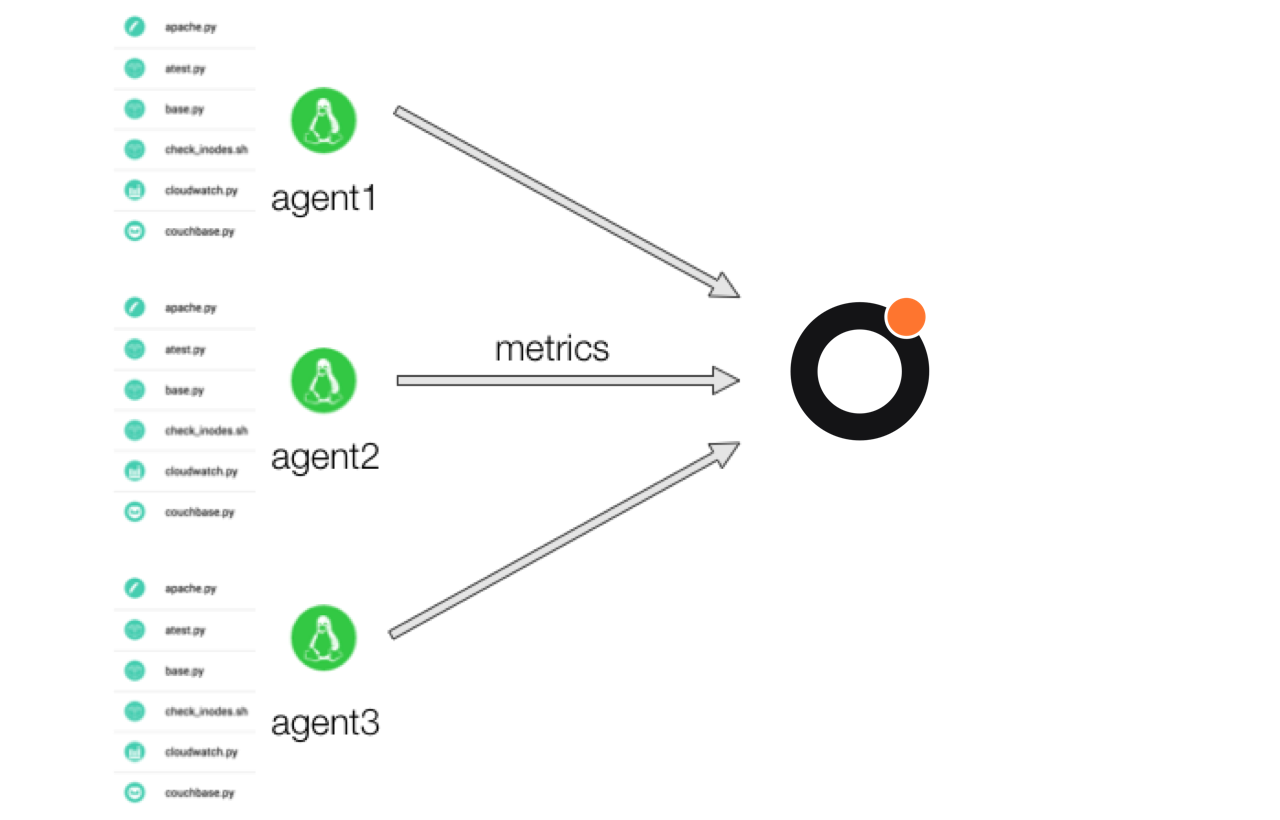 apache.py
atest.py
base.py
check_inodes.sh
cloudwatch.py
couchbase.py
agent1
apache.py
atest.py
base.py
check_inodes.sh
cloudwatch.py
couchbase.py
agent2
metrics
apache.py
atest.py
base.py
check_inodes.sh
cloudwatch.py
couchbase.py
agent3